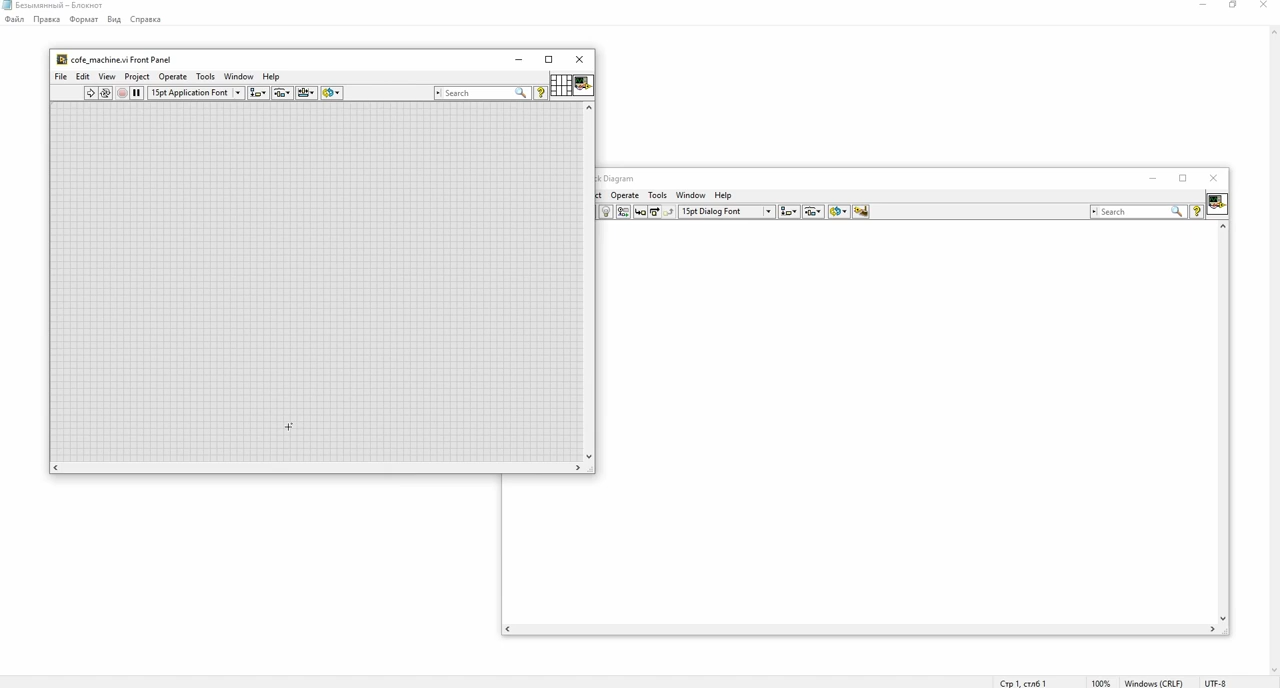 Безымянный – Блокнот
Файл Правка Формат Вид Справка
cofe_machine.vi Front Panel
File Edit View Project Operate Tools Window Help
15pt Application Font
Search
Diagram
Operate Tools Window Help
15pt Dialog Font
Search
Стр 1, стлб 1 100% Windows (CRLF) UTF-8